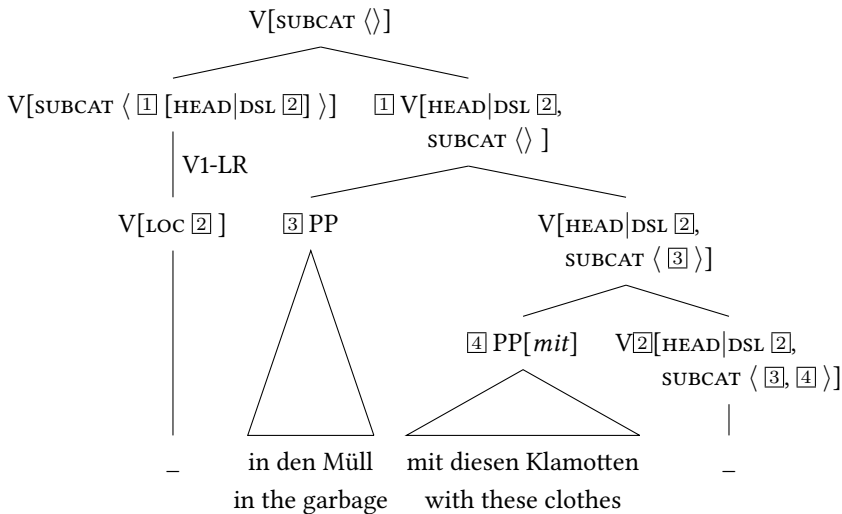 V[SUBCAT ⟨⟩]
V[SUBCAT ⟨ 1 [HEAD|DSL 2] ⟩] 1 V[HEAD|DSL 2,
SUBCAT ⟨⟩ ]
V1-LR
V[LOC 2 ] 3 PP V[HEAD|DSL 2,
SUBCAT ⟨ 3 ⟩]
4 PP[mit] V2[HEAD|DSL 2,
SUBCAT ⟨ 3, 4 ⟩]
_ in den Müll mit diesen Klamotten _
in the garbage with these clothes